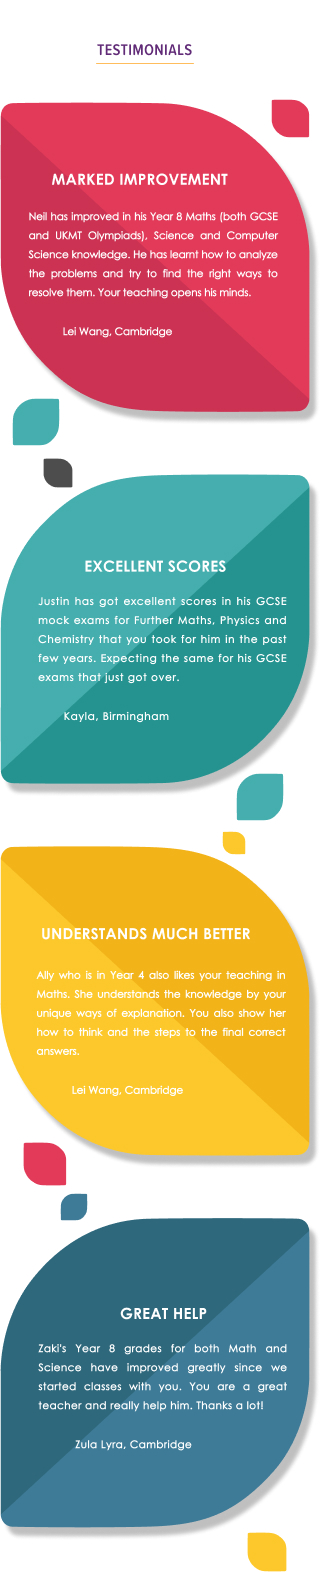 TESTIMONIALS
MARKED IMPROVEMENT
Neil has improved in his Year 8 Maths (both GCSE
and UKMT Olympiads), Science and Computer
Science knowledge. He has learnt how to analyze
the problems and try to find the right ways to
resolve them. Your teaching opens his minds.
Lei Wang, Cambridge
EXCELLENT SCORES
Justin has got excellent scores in his GCSE
mock exams for Further Maths, Physics and
Chemistry that you took for him in the past
few years. Expecting the same for his GCSE
exams that just got over.
Kayla, Birmingham
UNDERSTANDS MUCH BETTER
Ally who is in Year 4 also likes your teaching in
Maths. She understands the knowledge by your
unique ways of explanation. You also show her
how to think and the steps to the final correct
answers.
Lei Wang, Cambridge
GREAT HELP
Zaki's Year 8 grades for both Math and
Science have improved greatly since we
started classes with you. You are a great
teacher and really help him. Thanks a lot!
Zula Lyra, Cambridge